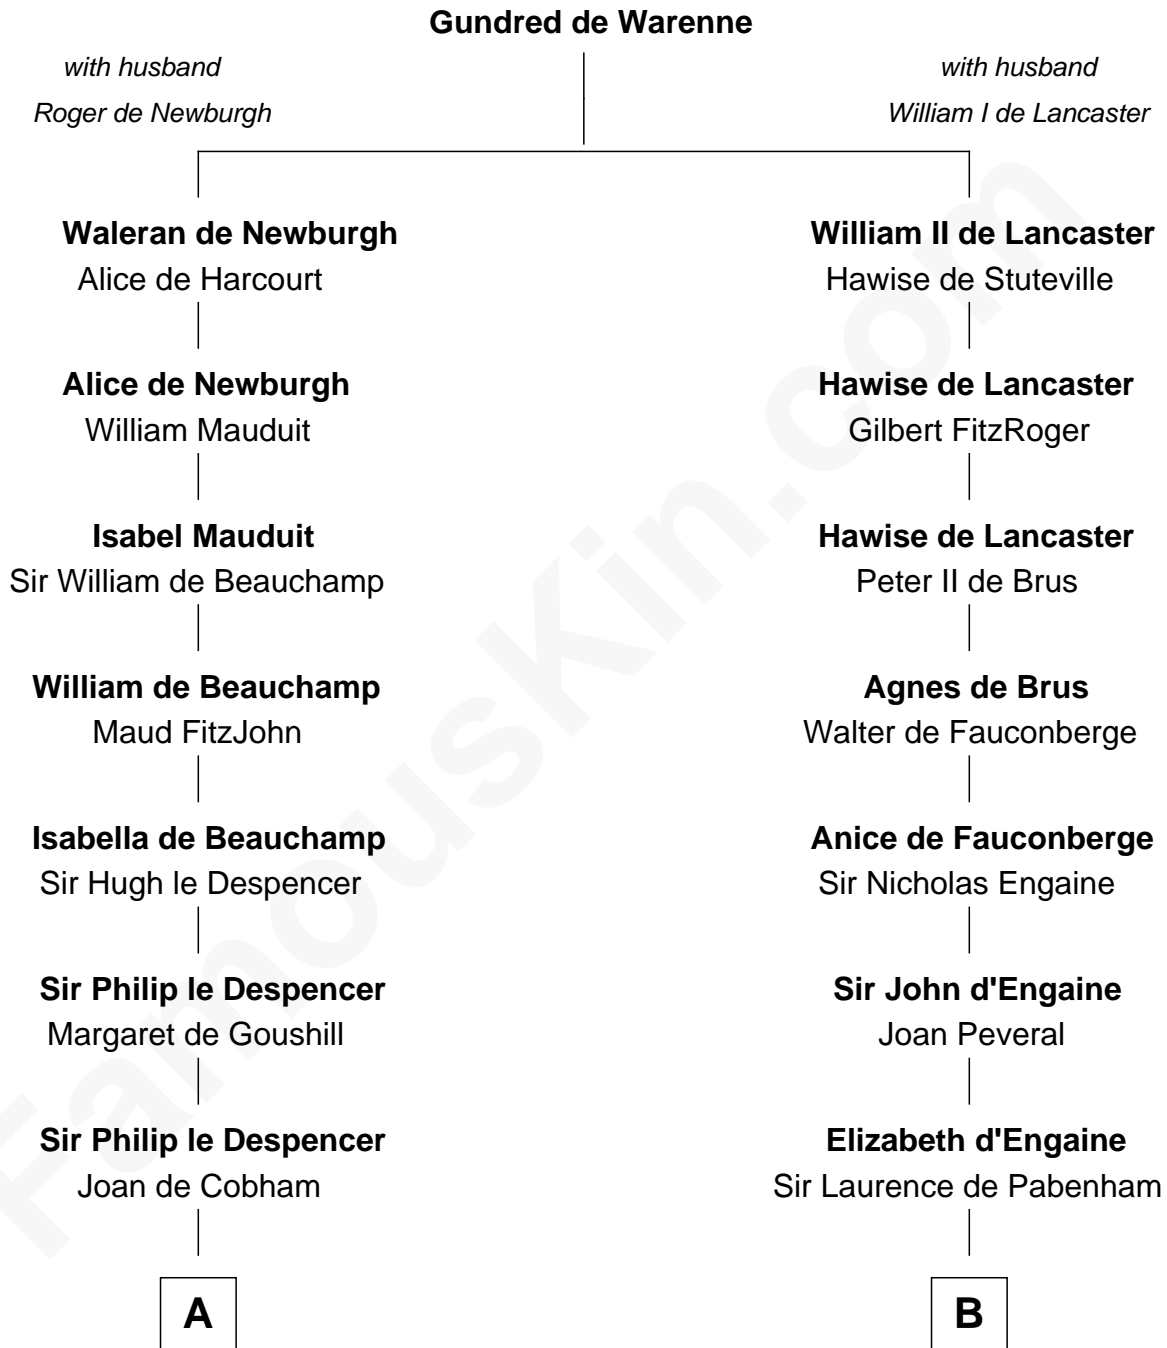 Gundred de Warenne
with husband
Roger de Newburgh
with husband
William I de Lancaster
Waleran de Newburgh
Alice de Harcourt
William II de Lancaster
Hawise de Stuteville
Alice de Newburgh
William Mauduit
Hawise de Lancaster
Gilbert FitzRoger
Isabel Mauduit
Sir William de Beauchamp
Hawise de Lancaster
Peter II de Brus
William de Beauchamp
Maud FitzJohn
Agnes de Brus
Walter de Fauconberge
Isabella de Beauchamp
Sir Hugh le Despencer
Anice de Fauconberge
Sir Nicholas Engaine
Sir Philip le Despencer
Margaret de Goushill
Sir John d'Engaine
Joan Peveral
Sir Philip le Despencer
Joan de Cobham
Elizabeth d'Engaine
Sir Laurence de Pabenham
A
B
FamousKin.com